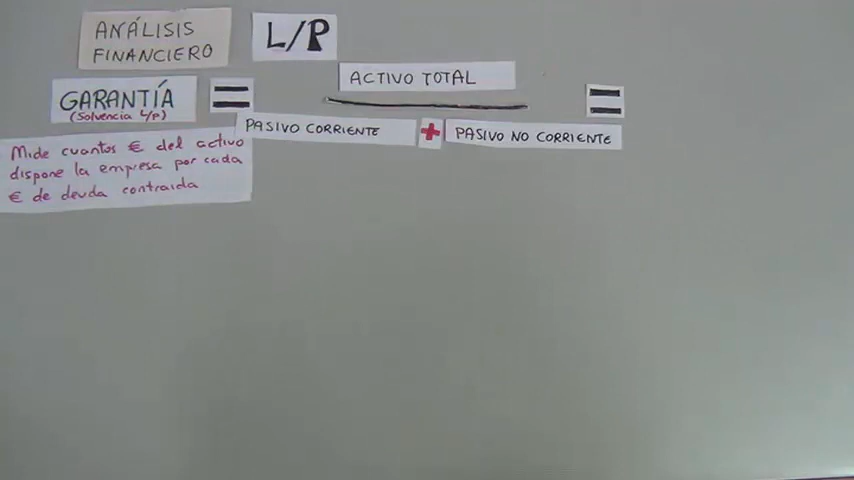 ANÁLISIS
FINANCIERO
L/P
GARANTÍA
(Solvencia L/p)
=
ACTIVO TOTAL
PASIVO CORRIENTE + PASIVO NO CORRIENTE
=
Mide cuantos € del activo
dispone la empresa por cada
€ de deuda contraida